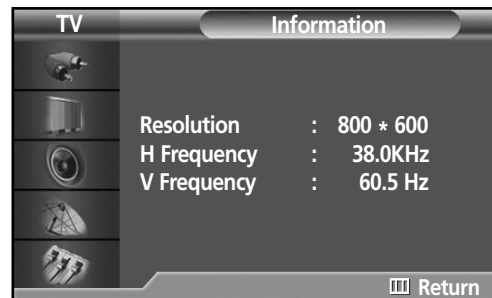 TV Information
Resolution : 800 * 600
H Frequency : 38.0KHz
V Frequency : 60.5 Hz
Return